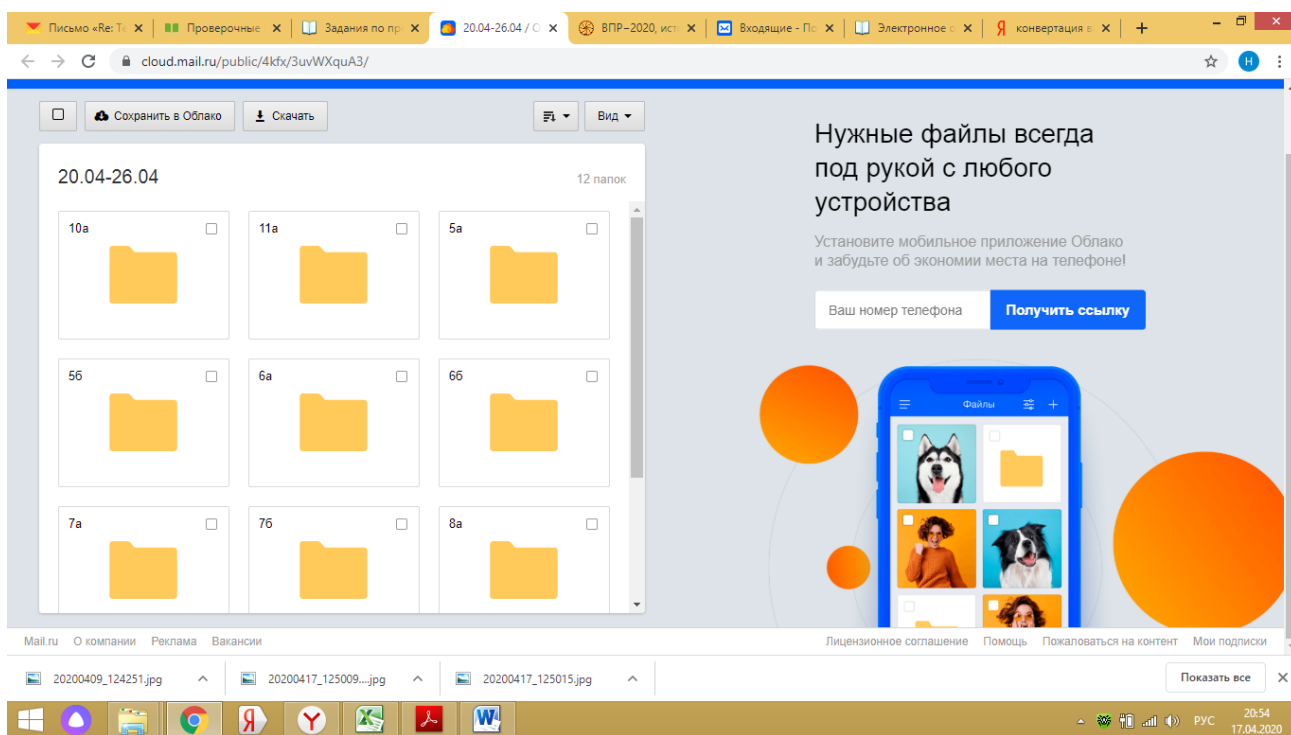 Письмо «Re: Те
Проверочные
Задания по пр
20.04-26.04 / О
ВПР–2020, ист
Входящие - По
Электронное о
конвертация в
cloud.mail.ru/public/4kfx/3uvWXquA3/
Н
Сохранить в Облако
Скачать
Вид
20.04-26.04
12 папок
10а
11а
5а
5б
6а
6б
7а
7б
8а
Нужные файлы всегда
под рукой с любого
устройства
Установите мобильное приложение Облако
и забудьте об экономии места на телефоне!
Ваш номер телефона
Получить ссылку
Файлы
Mail.ru О компании Реклама Вакансии
Лицензионное соглашение Помощь Пожаловаться на контент Мои подписки
20200409_124251.jpg
20200417_125009....jpg
20200417_125015.jpg
Показать все
РУС
20:54
17.04.2020